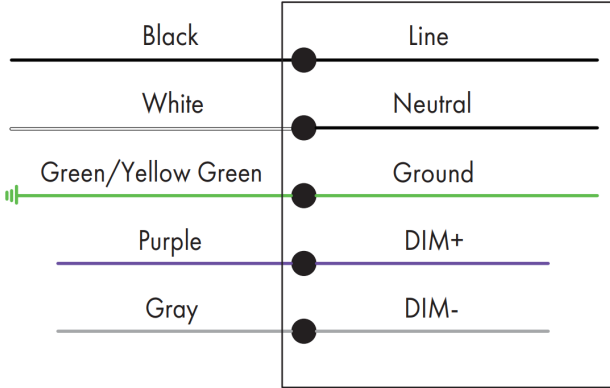 Black Line
White Neutral
Green/Yellow Green Ground
Purple DIM+
Gray DIM-